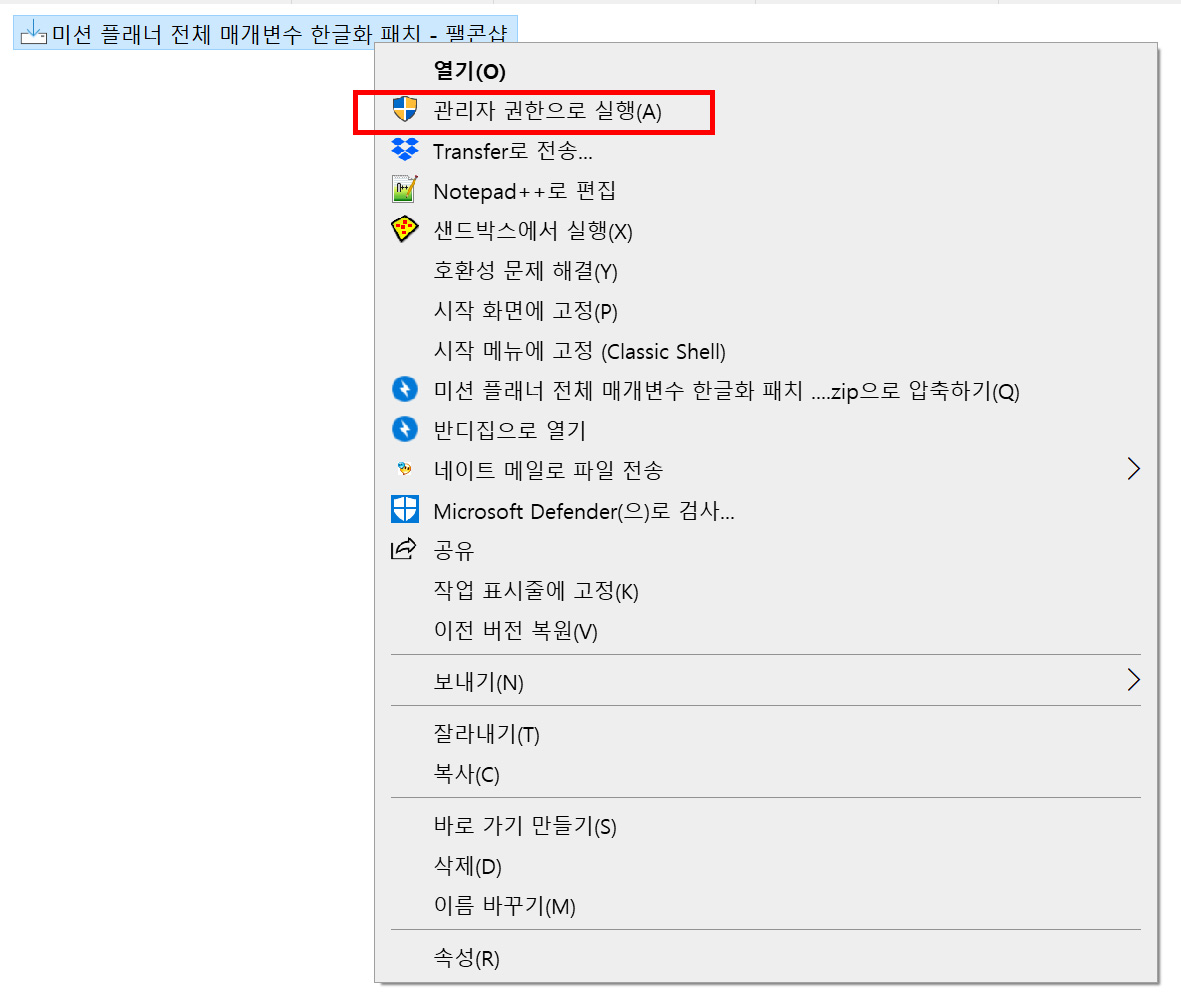 미션 플래너 전체 매개변수 한글화 패치 - 팰콘샵
열기(O)
관리자 권한으로 실행(A)
Transfer로 전송...
Notepad++로 편집
샌드박스에서 실행(X)
호환성 문제 해결(Y)
시작 화면에 고정(P)
시작 메뉴에 고정 (Classic Shell)
미션 플래너 전체 매개변수 한글화 패치 ....zip으로 압축하기(Q)
반디집으로 열기
네이트 메일로 파일 전송
Microsoft Defender(으)로 검사...
공유
작업 표시줄에 고정(K)
이전 버전 복원(V)
보내기(N)
잘라내기(T)
복사(C)
바로 가기 만들기(S)
삭제(D)
이름 바꾸기(M)
속성(R)